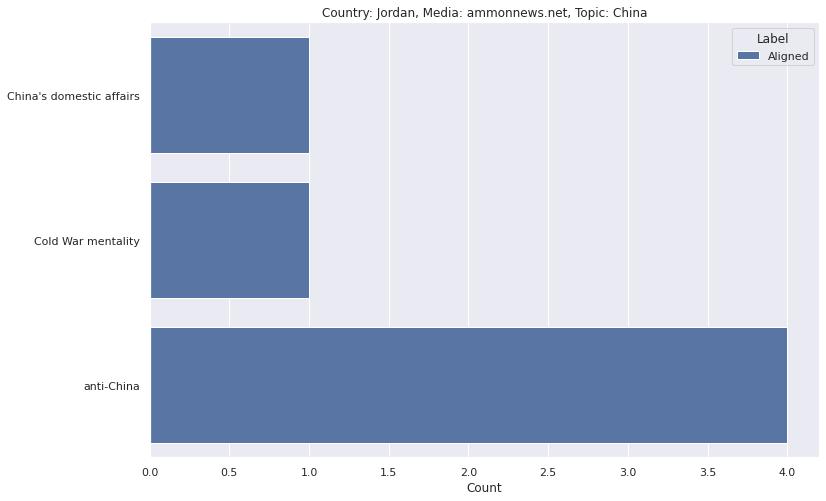 Country: Jordan, Media: ammonnews.net, Topic: China
Label
Aligned
China's domestic affairs
Cold War mentality
anti-China
0.0 0.5 1.0 1.5 2.0 2.5 3.0 3.5 4.0
Count